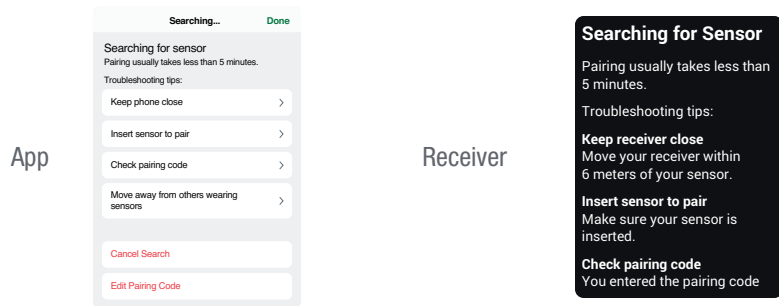 App
Searching...
Done
Searching for sensor
Pairing usually takes less than 5 minutes.
Troubleshooting tips:
Keep phone close
Insert sensor to pair
Check pairing code
Move away from others wearing
sensors
Cancel Search
Edit Pairing Code
Receiver
Searching for Sensor
Pairing usually takes less than
5 minutes.
Troubleshooting tips:
Keep receiver close
Move your receiver within
6 meters of your sensor.
Insert sensor to pair
Make sure your sensor is
inserted.
Check pairing code
You entered the pairing code